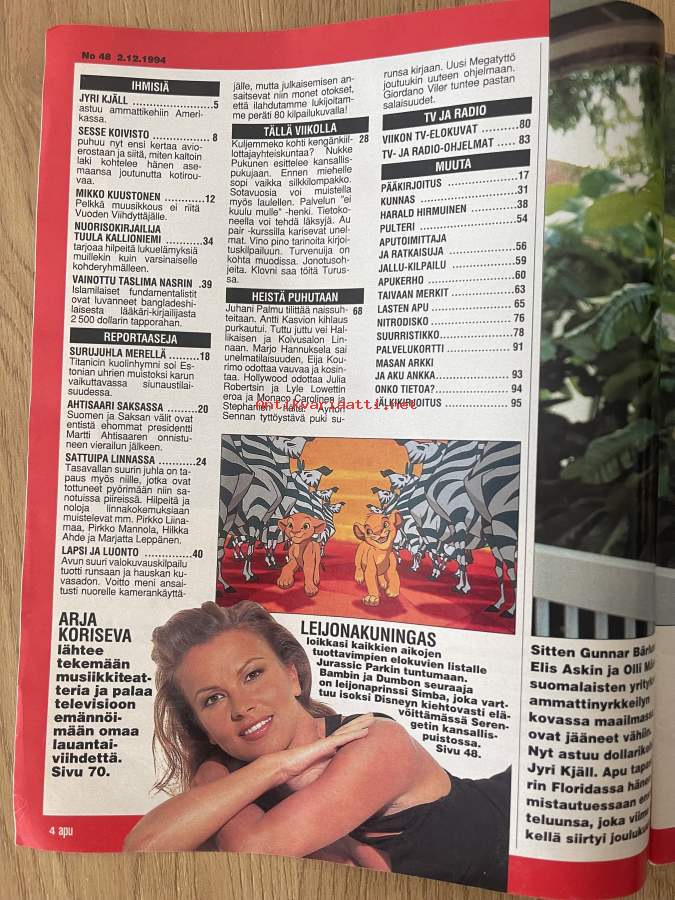 No 48 2.12.1994
IHMISIÄ
JYRI KJÄLL ..................5
astuu ammattikehiin Ameri-
kassa.
SESSE KOIVISTO ..............8
puhuu nyt ensi kertaa avio-
erostaan ja siitä, miten kaltoin
laki kohtelee hänen ase-
maansa joutunutta kotirou-
vaa.
MIKKO KUUSTONEN ............12
Pelkkä muusikkous ei riitä
Vuoden Viihdyttäjälle.
NUORISOKIRJAILIJA
TUULA KALLIONIEMI ..........34
tarjoaa hilpeitä lukuelämyksiä
muillekin kuin varsinaiselle
kohderyhmälleen.
VAINOTTU TASLIMA NASRIN .39
Islamilaiset fundamentalistit
ovat luvanneet bangladeshi-
laisesta lääkäri-kirjailijasta
2 500 dollarin tapporahan.
REPORTAASEJA
SURUJUHLA MERELLÄ ........18
Titanicin kuolinhymni soi Es-
tonian uhrien muistoksi karun
vaikuttavassa siunaustilai-
suudessa.
AHTISAARI SAKSASSA ........20
Suomen ja Saksan välit ovat
entistä ehommat presidentti
Martti Ahtisaaren onnistu-
neen vierailun jälkeen.
SATTUIPA LINNASSA ..........24
Tasavallan suurin juhla on ta-
paus myös niille, jotka ovat
tottuneet pyörimään niin sa-
notuissa piireissä. Hilpeitä ja
noloja linnakokemuksiaan
muistelevat mm. Pirkko Liina-
maa, Pirkko Mannola, Hilkka
Ahde ja Marjatta Leppänen.
LAPSI JA LUONTO ............40
Avun suuri valokuvauskilpailu
tuotti runsaan ja hauskan ku-
vasadon. Voitto meni ansai-
tusti nuorelle kamerankäyttä-
jälle, mutta julkaisemisen an-
saitsevat niin monet otokset,
että ilahdutamme lukijoitam-
me peräti 80 kilpailukuvalla!
TÄLLÄ VIIKOLLA
Kuljemmeko kohti kengänkiil- 28
lottajayhteiskuntaa? Nukke
Pukunen esittelee kansallis-
pukujaan. Ennen miehelle
sopi vaikka silkkilompakko.
Sotavuosia voi muistella
myös laulellen. Palvelun "ei
kuulu mulle" -henki. Tietoko-
neella voi tehdä läksyjä. Au
pair -kurssilla karisevat unel-
mat. Vino pino tarinoita kirjoi-
tuskilpailuun. Turvenuija on
kohta muodissa. Jonotusoh-
jeita. Klovni saa töitä Turus-
sa.
HEISTÄ PUHUTAAN
Juhani Palmu tilittää naissuh- 68
teitaan. Antti Kasvion kihlaus
purkautui. Tuttu juttu vei Hal-
likaisen ja Koivusalon Linnaan. Marjo Hannuksela sai
unelmatilaisuuden, Eija Kou-
rimo odottaa vauvaa ja kosin-
taa. Hollywood odottaa Julia
Robertsin ja Lyle Lowettin
eroa ja Monaco Carolinen ja
Stephanien häitä. Ayrton
Sennan tyttöystävä puki su-
runsa kirjaan. Uusi Megatyttö
joutuukin uuteen ohjelmaan.
Giordano Viler tuntee pastan
salaisuudet.
TV JA RADIO
VIIKON TV-ELOKUVAT .........80
TV- JA RADIO-OHJELMAT ..... 83
MUUTA
PÄÄKIRJOITUS ...............17
KUNNAS .....................31
HARALD HIRMUINEN ...........38
PULTERI ....................54
APUTOIMITTAJA
JA RATKAISUJA ..............56
JALLU-KILPAILU .............59
APUKERHO ...................60
TAIVAAN MERKIT .............63
LASTEN APU ................ 65
NITRODISKO ................ 76
SUURRISTIKKO ...............78
PALVELUKORTTI ............. 91
MASAN ARKKI
JA AKU ANKKA............... 93
ONKO TIETOA?............... 94
JÄLKIKIRJOITUS ............ 95
antikvariaatti.net
ARJA
KORISEVA
lähtee
tekemään
musiikkiteat-
teria ja palaa
televisioon
emännöi-
mään omaa
lauantai-
viihdettä.
Sivu 70.
LEIJONAKUNINGAS
loikkasi kaikkien aikojen
tuottavimpien elokuvien listalle
Jurassic Parkin tuntumaan.
Bambin ja Dumbon seuraaja
on leijonaprinssi Simba, joka vart-
tuu isoksi Disneyn kiehtovasti elä-
võittämässä Seren-
getin kansallis-
puistossa.
Sivu 48.
Sitten Gunnar
Elis Askin ja Olli
suomalaisten
ammattinyrkkeilyn
kovassa
ovat jääneet vähiin.
Nyt astuu
Jyri Kjäll. Apu
rin Floridassa
mistautuessaan
teluunsa, joka
kellä siirtyi
4 apu